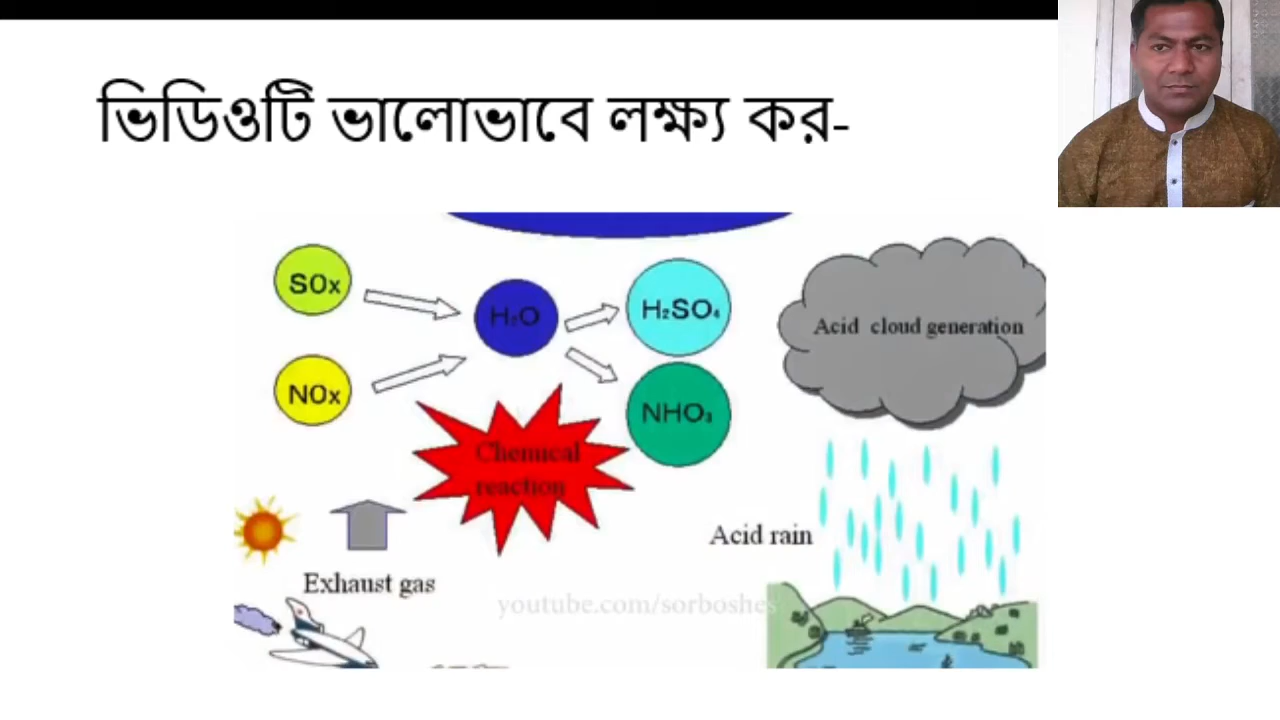 ভিডিওটি ভালোভাবে লক্ষ্য কর-
SOx
H₂O
H₂SO₄
Acid cloud generation
NOx
NHO₃
Chemical
reaction
Acid rain
Exhaust gas
youtube.com/sorboshes